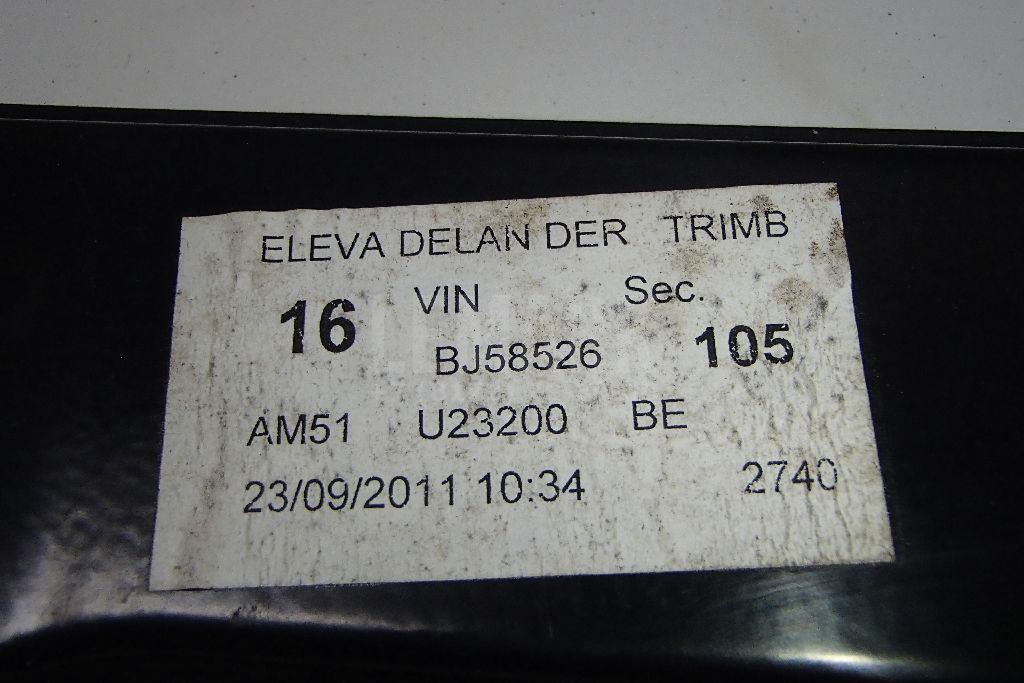 ELEVA DELAN DER TRIMB
16 VIN Sec.
BJ58526 105
AM51 U23200 BE
23/09/2011 10:34 2740